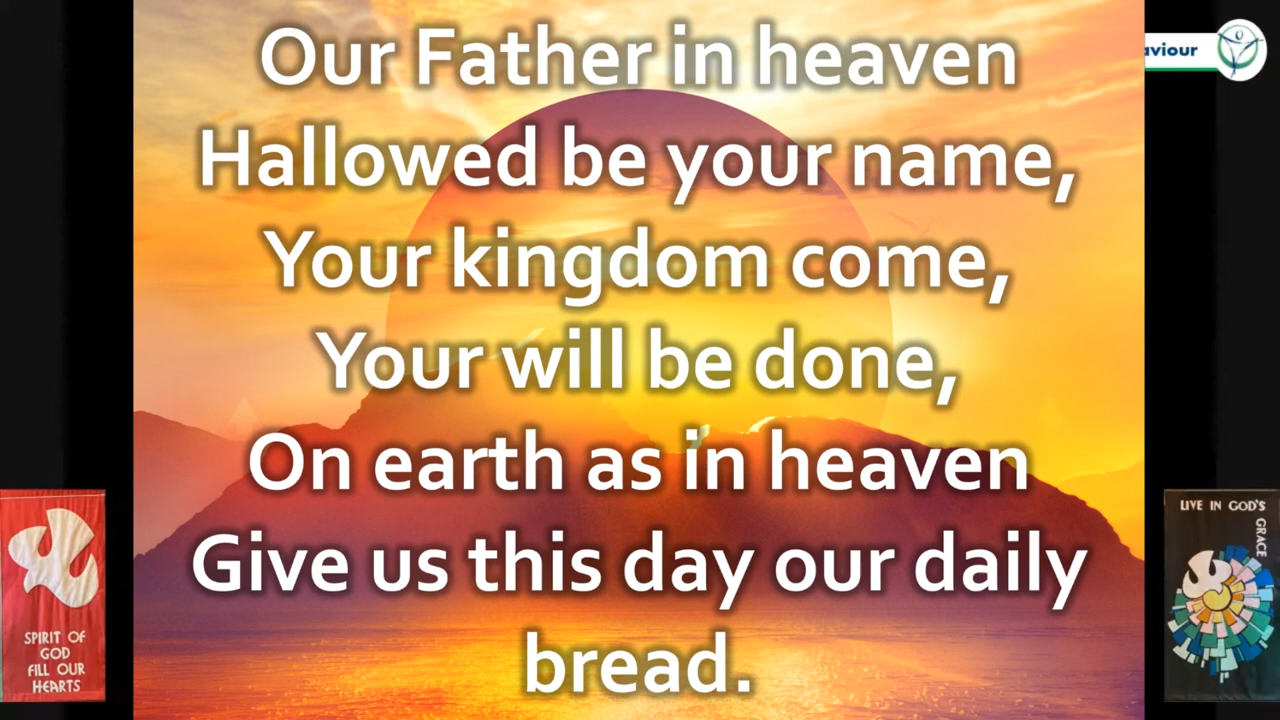 Our Father in heaven
Hallowed be your name,
Your kingdom come,
Your will be done,
On earth as in heaven
Give us this day our daily
bread.
aviour
SPIRIT OF
GOD
FILL OUR
HEARTS
LIVE IN GOD'S
GRACE